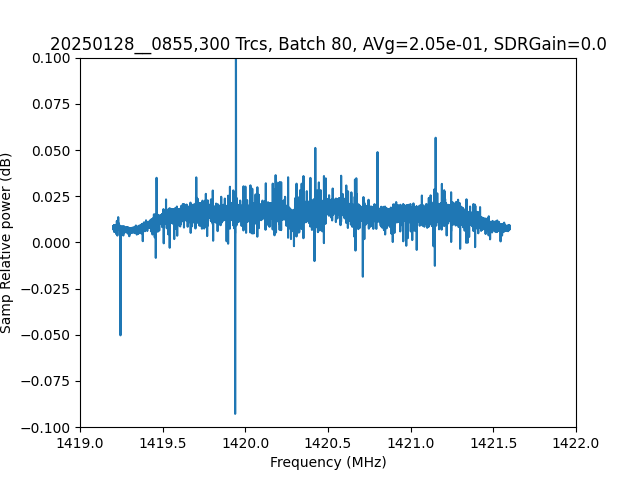 20250128__0855,300 Trcs, Batch 80, AVg=2.05e-01, SDRGain=0.0
0.100
0.075
0.050
0.025
0.000
−0.025
−0.050
−0.075
−0.100
Samp Relative power (dB)
1419.0 1419.5 1420.0 1420.5 1421.0 1421.5 1422.0
Frequency (MHz)